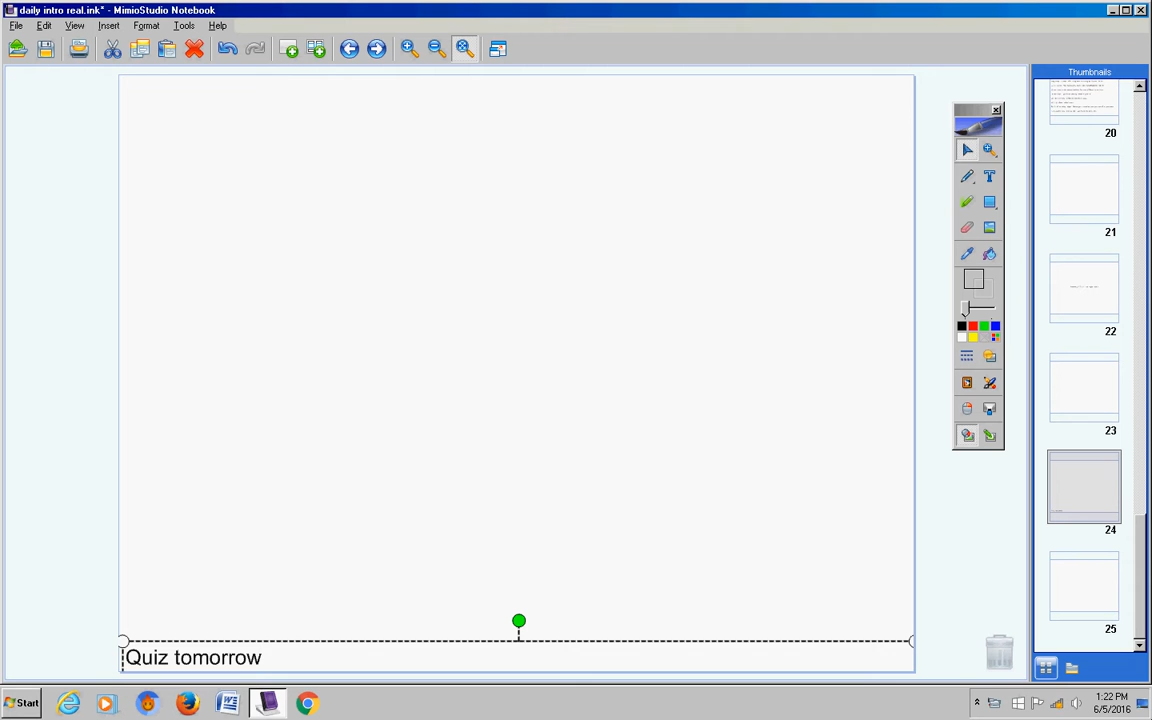 daily intro real.ink* - MimioStudio Notebook
File Edit View Insert Format Tools Help
Thumbnails
20
21
22
23
24
25
Quiz tomorrow
Start
1:22 PM
6/5/2016